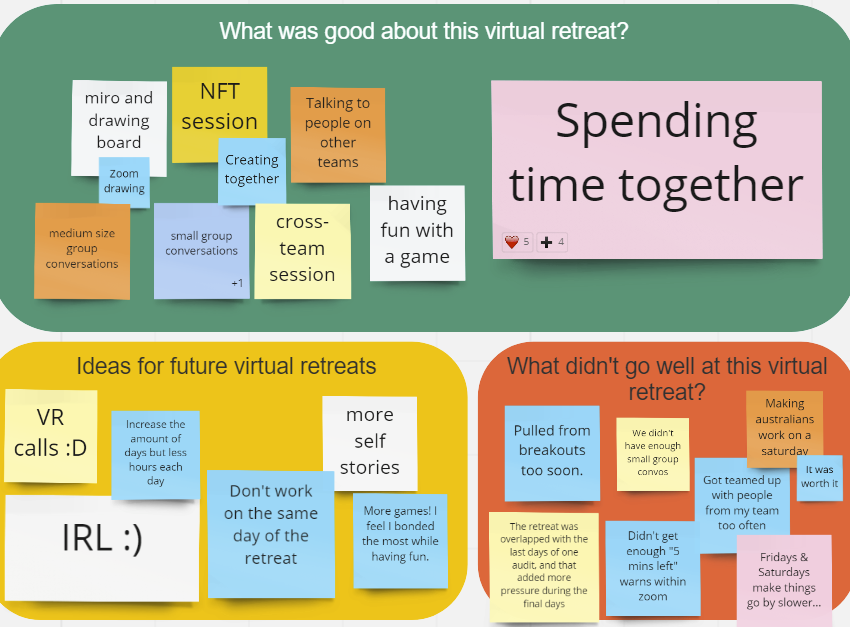 What was good about this virtual retreat?
miro and
drawing
board
NFT
session
Talking to
people on
other
teams
Zoom
drawing
Creating
together
Spending
time together
5
4
medium size
group
conversations
small group
conversations
+1
cross-
team
session
having
fun with
a game
Ideas for future virtual retreats
VR
calls :D
Increase the
amount of
days but less
hours each
day
more
self
stories
IRL :)
Don't work
on the same
day of the
retreat
More games! I
feel I bonded
the most while
having fun.
What didn't go well at this virtual
retreat?
Pulled from
breakouts
too soon.
We didn't
have enough
small group
convos
Making
australians
work on a
saturday
It was
worth it
Got teamed up
with people
from my team
too often
The retreat was
overlapped with the
last days of one
audit, and that
added more
pressure during the
final days
Didn't get
enough "5
mins left"
warns within
zoom
Fridays &
Saturdays
make things
go by slower...